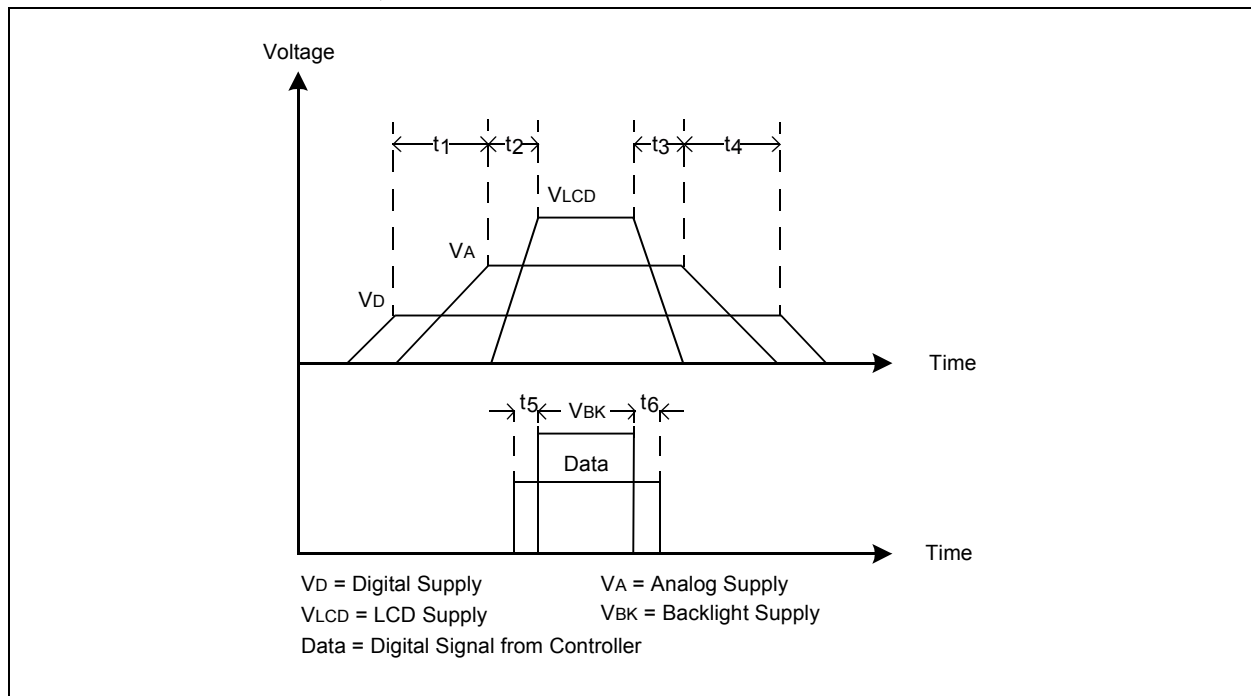 Voltage
t1 t2 t3 t4
VLCD
VA
VD
Time
t5 VBK t6
Data
Time
VD = Digital Supply VA = Analog Supply
VLCD = LCD Supply VBK = Backlight Supply
Data = Digital Signal from Controller